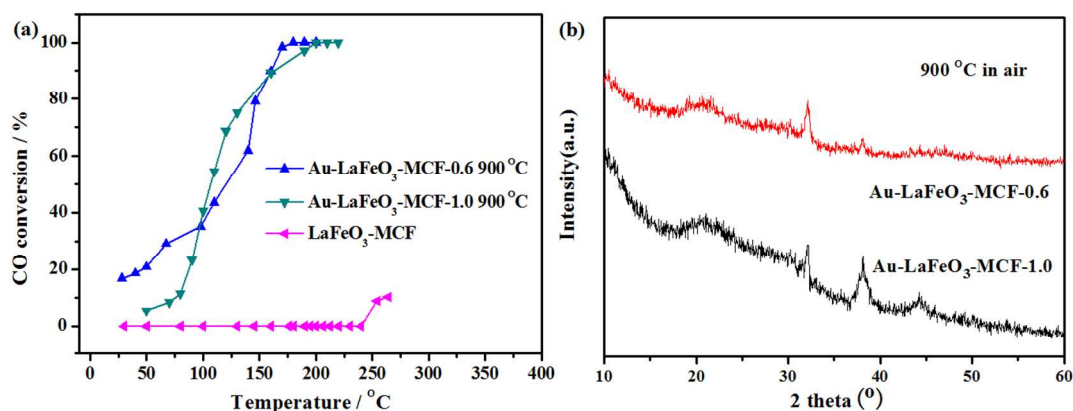 (a)
CO conversion / %
100
80
60
40
20
0
Au-LaFeO3-MCF-0.6 900 °C
Au-LaFeO3-MCF-1.0 900 °C
LaFeO3-MCF
0 50 100 150 200 250 300 350 400
Temperature / °C
(b)
Intensity(a.u.)
900 °C in air
Au-LaFeO3-MCF-0.6
Au-LaFeO3-MCF-1.0
10 20 30 40 50 60
2 theta (°)